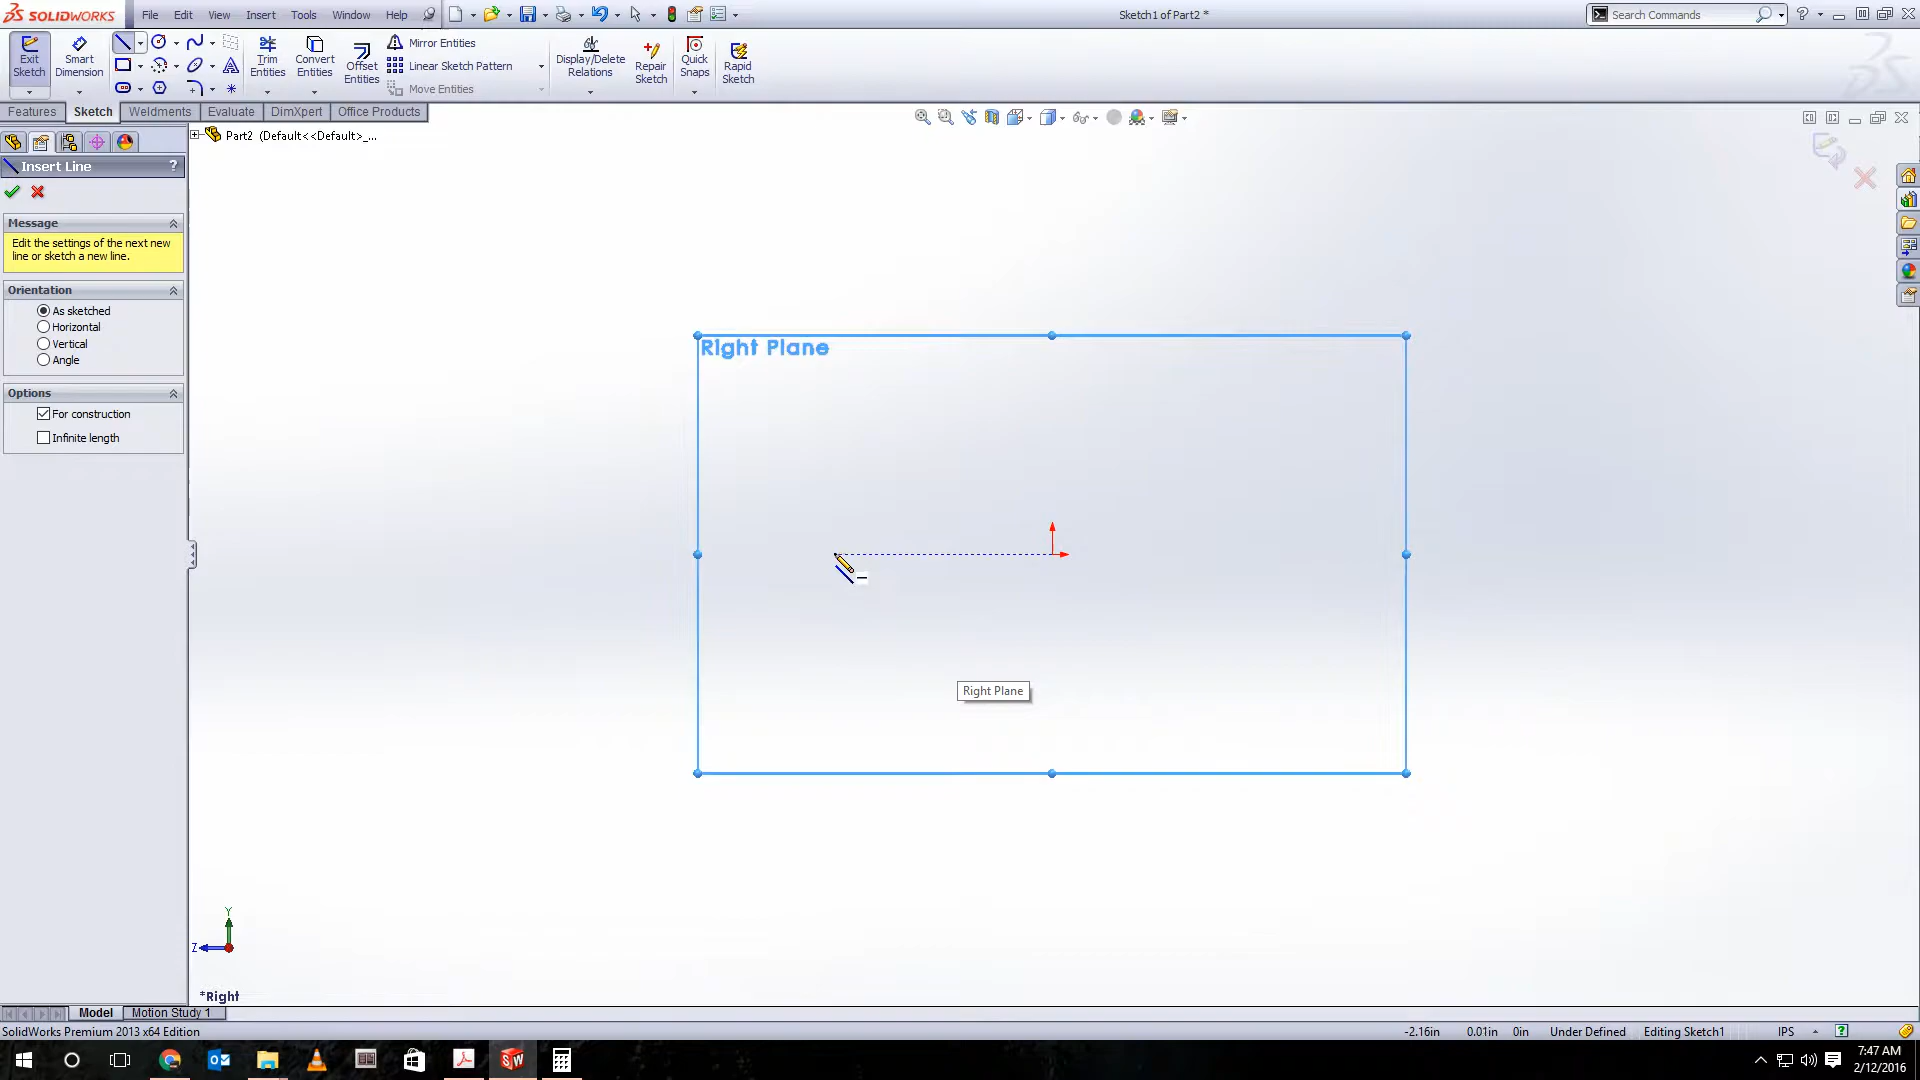 SOLIDWORKS File Edit View Insert Tools Window Help Sketch1 of Part2 * Search Commands
Exit Sketch
Smart Dimension
Trim Entities
Convert Entities
Offset Entities
Mirror Entities
Linear Sketch Pattern
Move Entities
Display/Delete Relations
Repair Sketch
Quick Snaps
Rapid Sketch
Features Sketch Weldments Evaluate DimXpert Office Products
Part2 (Default<<Default>_...
Insert Line ?
Message
Edit the settings of the next new
line or sketch a new line.
Orientation
As sketched
Horizontal
Vertical
Angle
Options
For construction
Infinite length
Right Plane
Right Plane
Y
Z
*Right
Model Motion Study 1
SolidWorks Premium 2013 x64 Edition -2.16in 0.01in 0in Under Defined Editing Sketch1 IPS ?
7:47 AM
2/12/2016